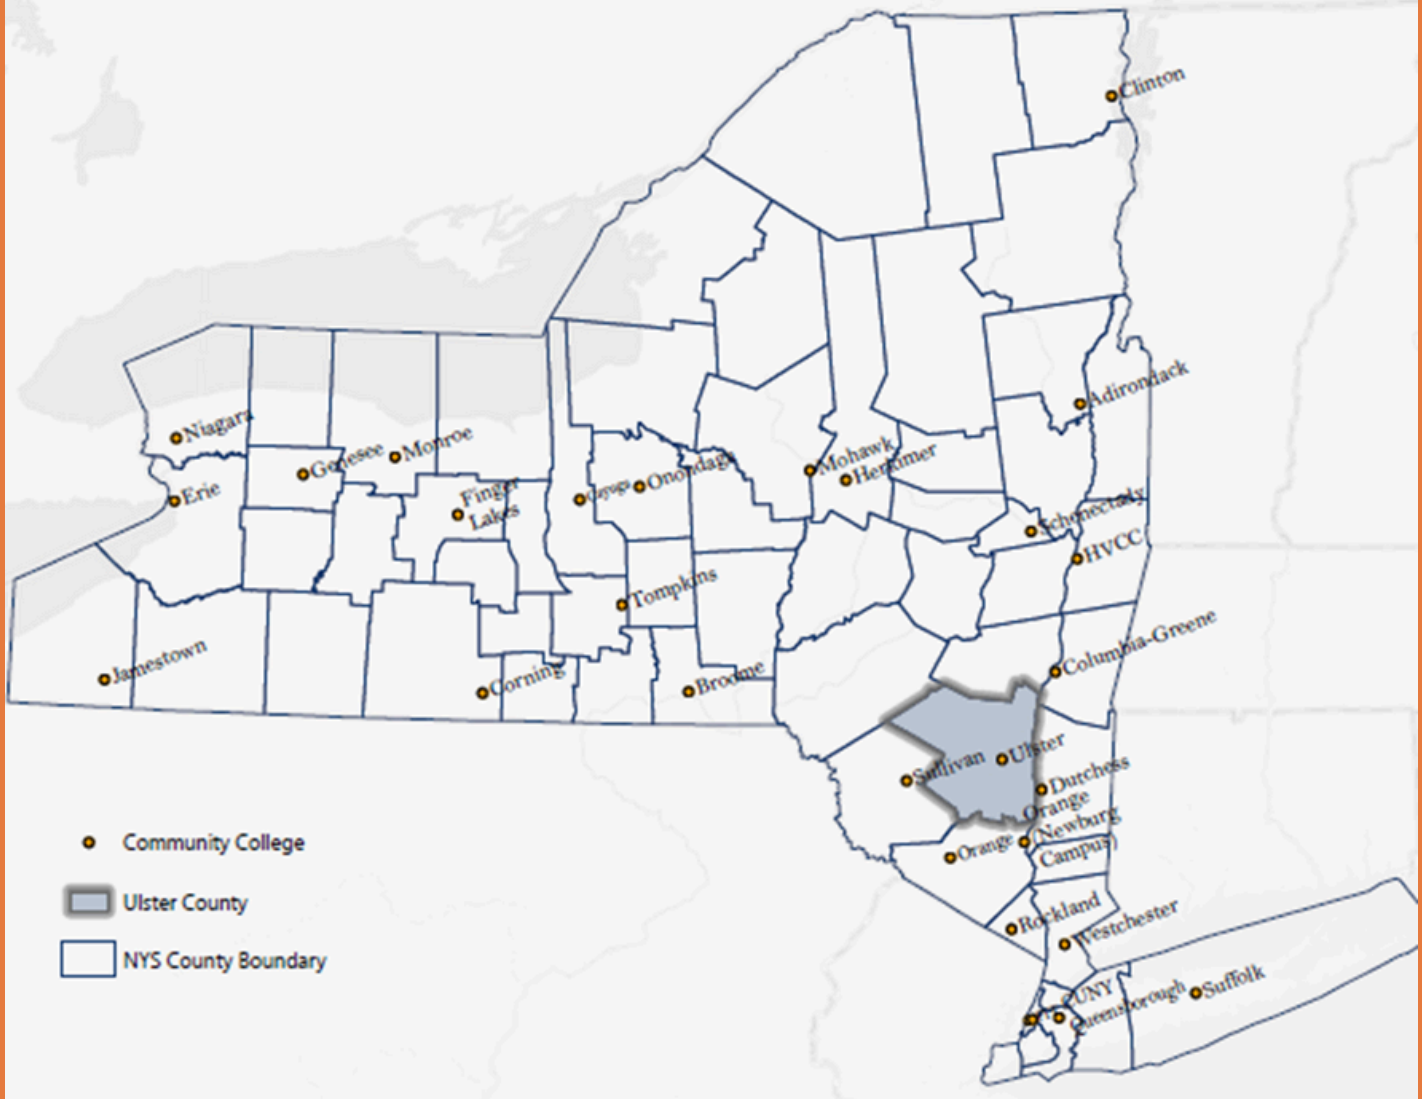 Clinton
Adirondack
Niagara
Genesee
Monroe
Mohawk
Herkimer
Erie
Finger
Lakes
Cayuga
Onondaga
Schenectady
HVCC
Tompkins
Columbia-Greene
Jamestown
Corning
Broome
Sullivan
Ulster
Dutchess
Orange
(Newburg
Campus)
Orange
Rockland
Westchester
CUNY
Queensborough
Suffolk
Community College
Ulster County
NYS County Boundary